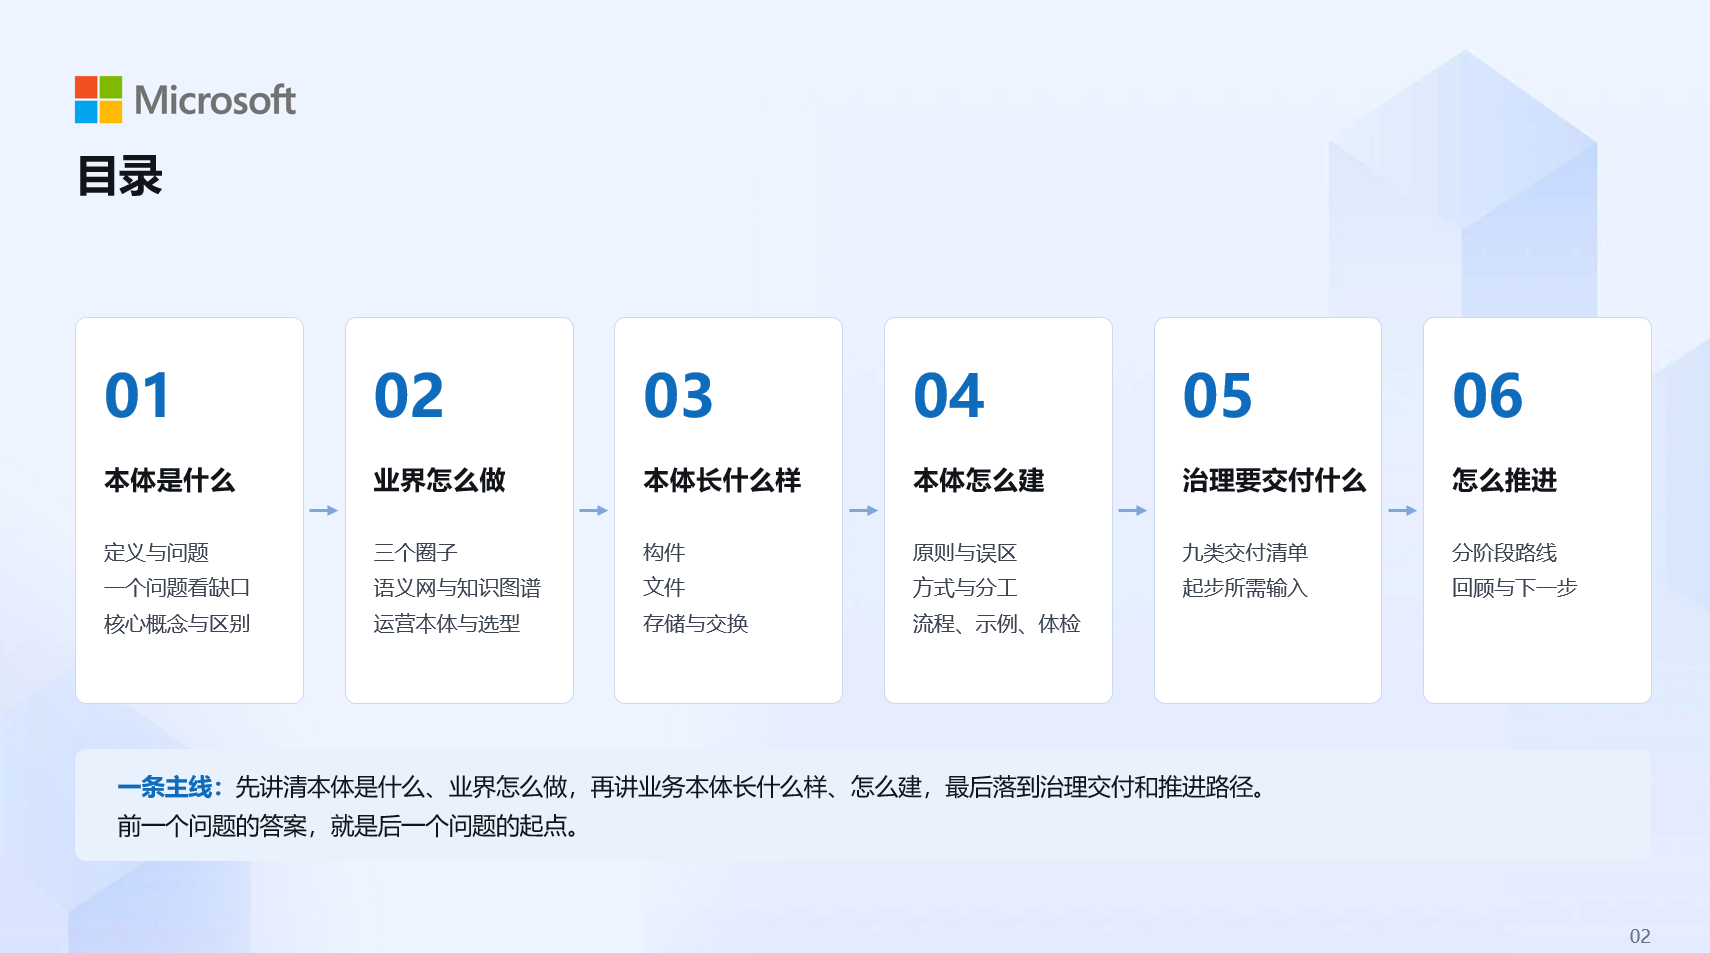 Microsoft
目录
01
本体是什么
定义与问题
一个问题看缺口
核心概念与区别
02
业界怎么做
三个圈子
语义网与知识图谱
运营本体与选型
03
本体长什么样
构件
文件
存储与交换
04
本体怎么建
原则与误区
方式与分工
流程、示例、体检
05
治理要交付什么
九类交付清单
起步所需输入
06
怎么推进
分阶段路线
回顾与下一步
一条主线：先讲清本体是什么、业界怎么做，再讲业务本体长什么样、怎么建，最后落到治理交付和推进路径。
前一个问题的答案，就是后一个问题的起点。
02